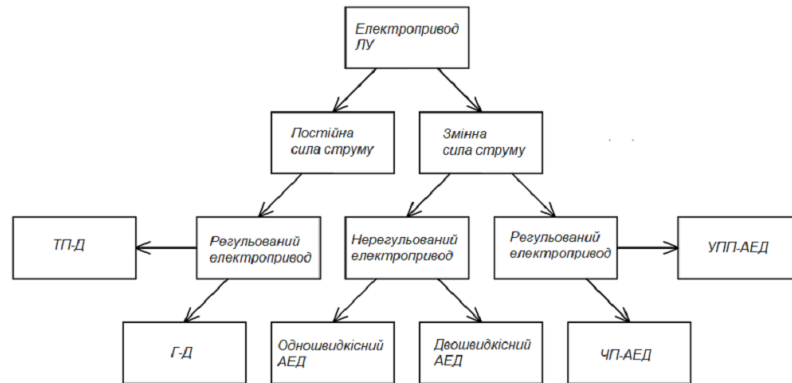 Електропривод
ЛУ
Постійна
сила струму
Змінна
сила струму
ТП-Д
Регульований
електропривод
Нерегульований
електропривод
Регульований
електропривод
УПП-АЕД
Г-Д
Одношвидкісний
АЕД
Двошвидкісний
АЕД
ЧП-АЕД